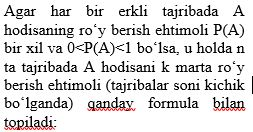 Agar har bir erkli tajribada A
hodisaning ro‘y berish ehtimoli P(A)
bir xil va 0<P(A)<1 bo‘lsa, u holda n
ta tajribada A hodisani k marta ro‘y
berish ehtimoli (tajribalar soni kichik
bo‘lganda) qanday formula bilan
topiladi: